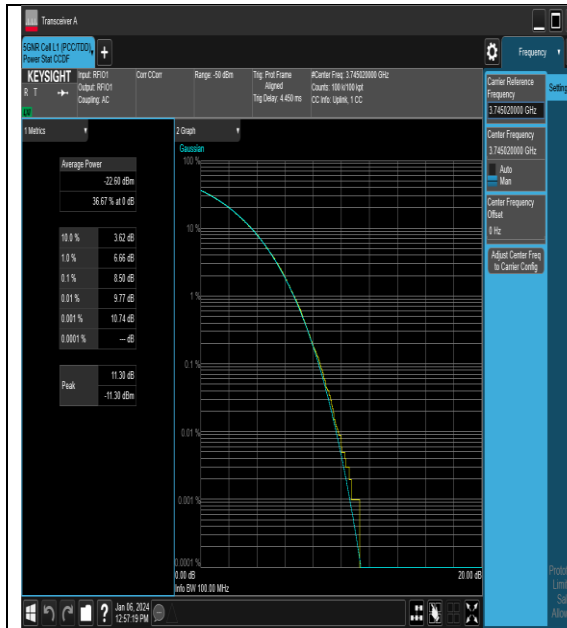 Transceiver A
5GNR Cell L1 (PCC/TDD)
Power Stat CCDF
+
Frequency
KEYSIGHT
R T
Input: RFIO1
Output: RFIO1
Coupling: AC
Corr CCorr
Range: -50 dBm
Trig: Prot Frame
Aligned
Trig Delay: 4.450 ms
#Center Freq: 3.745020000 GHz
Counts: 100 k/100 kpt
CC Info: Uplink, 1 CC
Carrier Reference
Frequency
3.745020000 GHz
Setting
Center Frequency
3.745020000 GHz
Auto
Man
Center Frequency
Offset
0 Hz
Adjust Center Freq
to Carrier Config
1 Metrics
Average Power
-22.60 dBm
36.67 % at 0 dB
10.0 % 3.62 dB
1.0 % 6.66 dB
0.1 % 8.50 dB
0.01 % 9.77 dB
0.001 % 10.74 dB
0.0001 % --- dB
Peak
11.30 dB
-11.30 dBm
2 Graph
Gaussian
100 %
10 %
1 %
0.1 %
0.01 %
0.001 %
0.0001 %
0.00 dB
20.00 dB
Info BW 100.00 MHz
Jan 06, 2024
12:57:19 PM
?